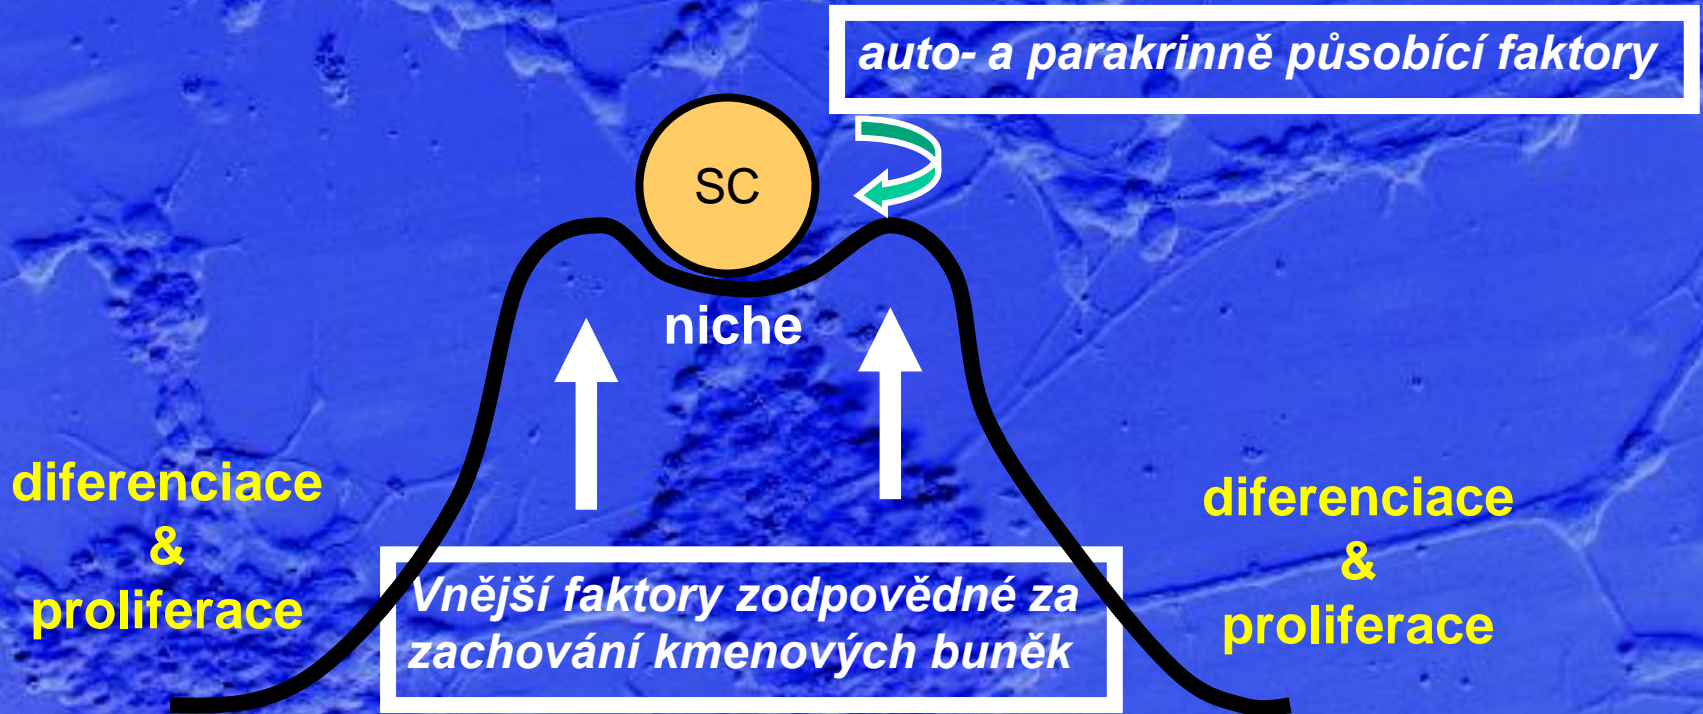 auto- a parakrinně působící faktory
SC
niche
diferenciace
&
proliferace
Vnější faktory zodpovědné za
zachování kmenových buněk
diferenciace
&
proliferace